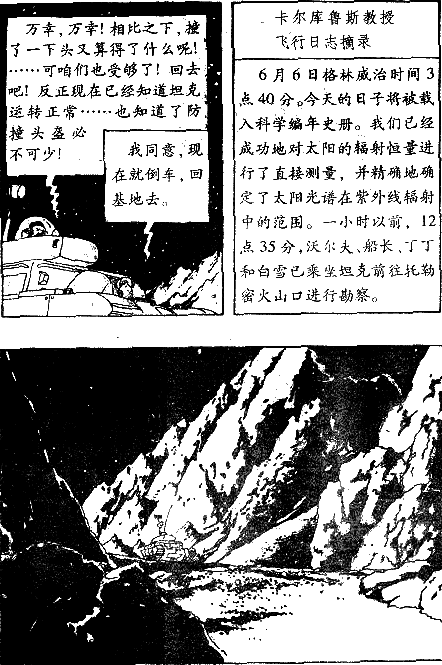 万幸，万幸！相比之下，撞
了一下头又算得了什么呢！
……可咱们也受够了！回去
吧！反正现在已经知道坦克
运转正常……也知道了防
撞头盔必
不可少！
我同意，现
在就倒车，回
基地去。
卡尔库鲁斯教授
飞行日志摘录
6月6日格林威治时间3
点40分。今天的日子将被载
入科学编年史册。我们已经
成功地对太阳的辐射恒量进
行了直接测量，并精确地确
定了太阳光谱在紫外线辐射
中的范围。一小时以前，12
点35分，沃尔夫、船长、丁丁
和白雪已乘坐坦克前往托勒
密火山口进行勘察。